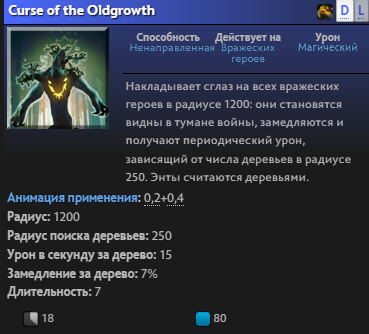 Curse of the Oldgrowth
D L
Способность Действует на Урон
Ненаправленная Вражеских Магический
героев
Накладывает сглаз на всех вражеских
героев в радиусе 1200: они становятся
видны в тумане войны, замедляются и
получают периодический урон,
зависящий от числа деревьев в радиусе
250. Энты считаются деревьями.
Анимация применения: 0,2+0,4
Радиус: 1200
Радиус поиска деревьев: 250
Урон в секунду за дерево: 15
Замедление за дерево: 7%
Длительность: 7
18 80